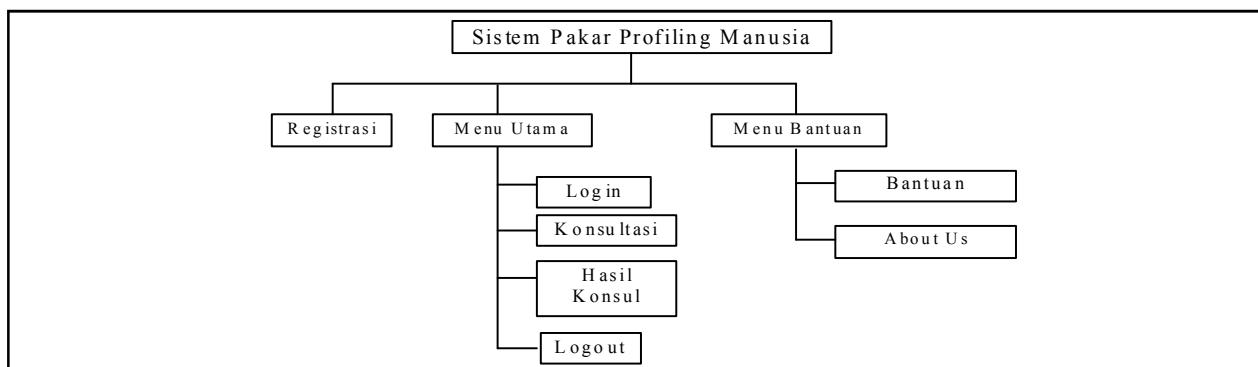 Sistem Pakar Profiling Manusia
Registrasi
Menu Utama
Menu Bantuan
Login
Konsultasi
Hasil
Konsul
Logout
Bantuan
About Us